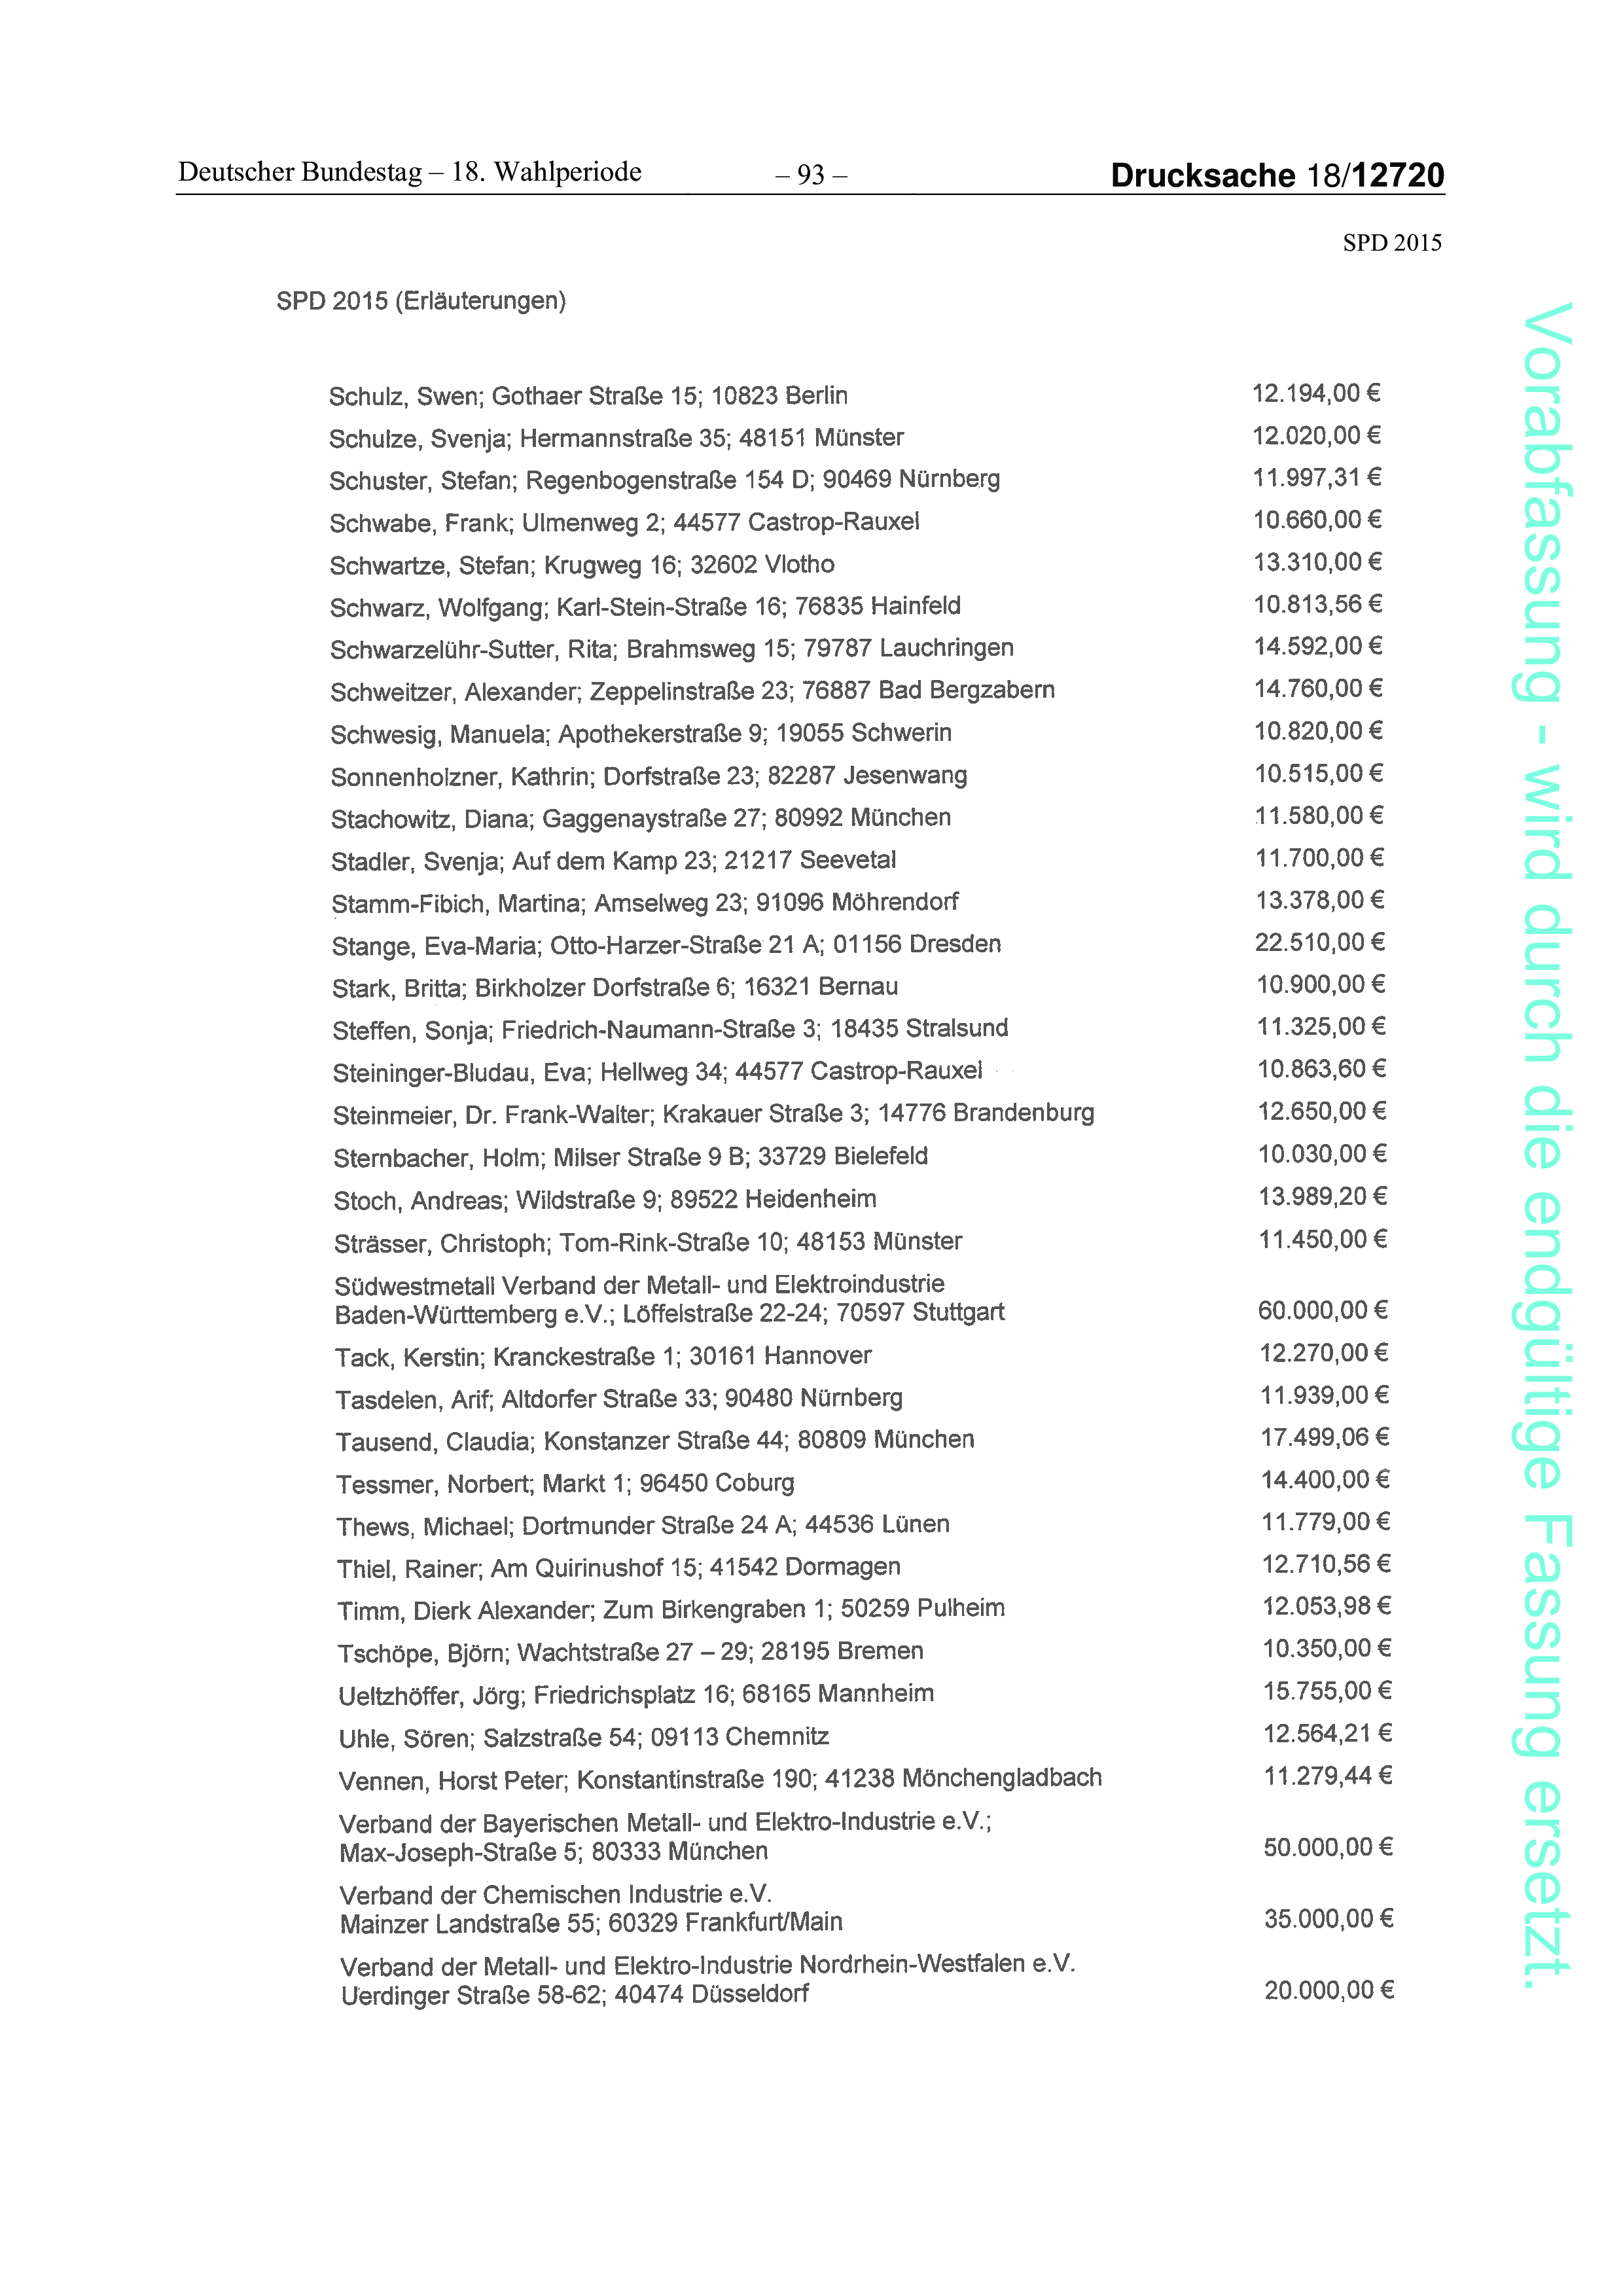 Deutscher Bundestag – 18. Wahlperiode – 93 – Drucksache 18/12720
SPD 2015
SPD 2015 (Erläuterungen)
Schulz, Swen; Gothaer Straße 15; 10823 Berlin 12.194,00 €
Schulze, Svenja; Hermannstraße 35; 48151 Münster 12.020,00 €
Schuster, Stefan; Regenbogenstraße 154 D; 90469 Nürnberg 11.997,31 €
Schwabe, Frank; Ulmenweg 2; 44577 Castrop-Rauxel 10.660,00 €
Schwartze, Stefan; Krugweg 16; 32602 Vlotho 13.310,00 €
Schwarz, Wolfgang; Karl-Stein-Straße 16; 76835 Hainfeld 10.813,56 €
Schwarzelühr-Sutter, Rita; Brahmsweg 15; 79787 Lauchringen 14.592,00 €
Schweitzer, Alexander; Zeppelinstraße 23; 76887 Bad Bergzabern 14.760,00 €
Schwesig, Manuela; Apothekerstraße 9; 19055 Schwerin 10.820,00 €
Sonnenholzner, Kathrin; Dorfstraße 23; 82287 Jesenwang 10.515,00 €
Stachowitz, Diana; Gaggenaystraße 27; 80992 München 11.580,00 €
Stadler, Svenja; Auf dem Kamp 23; 21217 Seevetal 11.700,00 €
Stamm-Fibich, Martina; Amselweg 23; 91096 Möhrendorf 13.378,00 €
Stange, Eva-Maria; Otto-Harzer-Straße 21 A; 01156 Dresden 22.510,00 €
Stark, Britta; Birkholzer Dorfstraße 6; 16321 Bernau 10.900,00 €
Steffen, Sonja; Friedrich-Naumann-Straße 3; 18435 Stralsund 11.325,00 €
Steininger-Bludau, Eva; Hellweg 34; 44577 Castrop-Rauxel 10.863,60 €
Steinmeier, Dr. Frank-Walter; Krakauer Straße 3; 14776 Brandenburg 12.650,00 €
Sternbacher, Holm; Milser Straße 9 B; 33729 Bielefeld 10.030,00 €
Stoch, Andreas; Wildstraße 9; 89522 Heidenheim 13.989,20 €
Strässer, Christoph; Tom-Rink-Straße 10; 48153 Münster 11.450,00 €
Südwestmetall Verband der Metall- und Elektroindustrie
Baden-Württemberg e.V.; Löffelstraße 22-24; 70597 Stuttgart 60.000,00 €
Tack, Kerstin; Kranckestraße 1; 30161 Hannover 12.270,00 €
Tasdelen, Arif; Altdorfer Straße 33; 90480 Nürnberg 11.939,00 €
Tausend, Claudia; Konstanzer Straße 44; 80809 München 17.499,06 €
Tessmer, Norbert; Markt 1; 96450 Coburg 14.400,00 €
Thews, Michael; Dortmunder Straße 24 A; 44536 Lünen 11.779,00 €
Thiel, Rainer; Am Quirinushof 15; 41542 Dormagen 12.710,56 €
Timm, Dierk Alexander; Zum Birkengraben 1; 50259 Pulheim 12.053,98 €
Tschöpe, Björn; Wachtstraße 27 – 29; 28195 Bremen 10.350,00 €
Ueltzhöffer, Jörg; Friedrichsplatz 16; 68165 Mannheim 15.755,00 €
Uhle, Sören; Salzstraße 54; 09113 Chemnitz 12.564,21 €
Vennen, Horst Peter; Konstantinstraße 190; 41238 Mönchengladbach 11.279,44 €
Verband der Bayerischen Metall- und Elektro-Industrie e.V.;
Max-Joseph-Straße 5; 80333 München 50.000,00 €
Verband der Chemischen Industrie e.V.
Mainzer Landstraße 55; 60329 Frankfurt/Main 35.000,00 €
Verband der Metall- und Elektro-Industrie Nordrhein-Westfalen e.V.
Uerdinger Straße 58-62; 40474 Düsseldorf 20.000,00 €
Vorabfassung - wird durch die endgültige Fassung ersetzt.